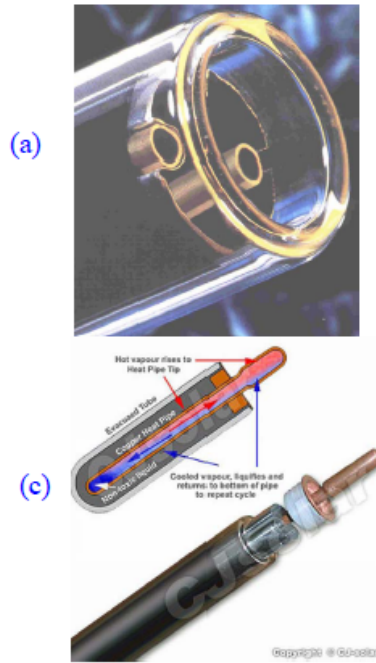 (a)
Hot vapour rises to
Heat Pipe Tip
Evacuated Tube
Copper Heat Pipe
Non-toxic liquid
Cooled vapour, liquifies and
returns to bottom of pipe
to repeat cycle
(c)
Copyright © CJ-solar